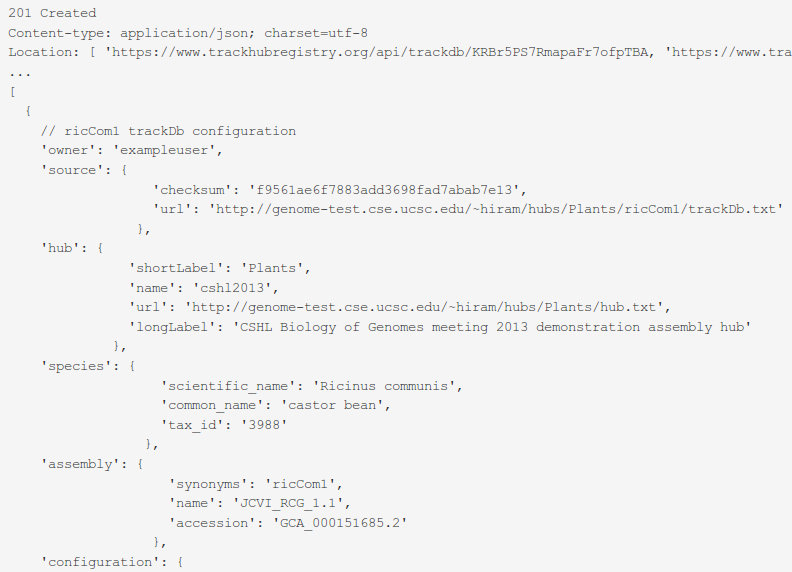 201 Created
Content-type: application/json; charset=utf-8
Location: [ 'https://www.trackhubregistry.org/api/trackdb/KRBr5PS7RmapaFr7ofpTBA, 'https://www.tra
...
[
{
// ricCom1 trackDb configuration
'owner': 'exampleuser',
'source': {
'checksum': 'f9561ae6f7883add3698fad7abab7e13',
'url': 'http://genome-test.cse.ucsc.edu/~hiram/hubs/Plants/ricCom1/trackDb.txt'
},
'hub': {
'shortLabel': 'Plants',
'name': 'cshl2013',
'url': 'http://genome-test.cse.ucsc.edu/~hiram/hubs/Plants/hub.txt',
'longLabel': 'CSHL Biology of Genomes meeting 2013 demonstration assembly hub'
},
'species': {
'scientific_name': 'Ricinus communis',
'common_name': 'castor bean',
'tax_id': '3988'
},
'assembly': {
'synonyms': 'ricCom1',
'name': 'JCVI_RCG_1.1',
'accession': 'GCA_000151685.2'
},
'configuration': {